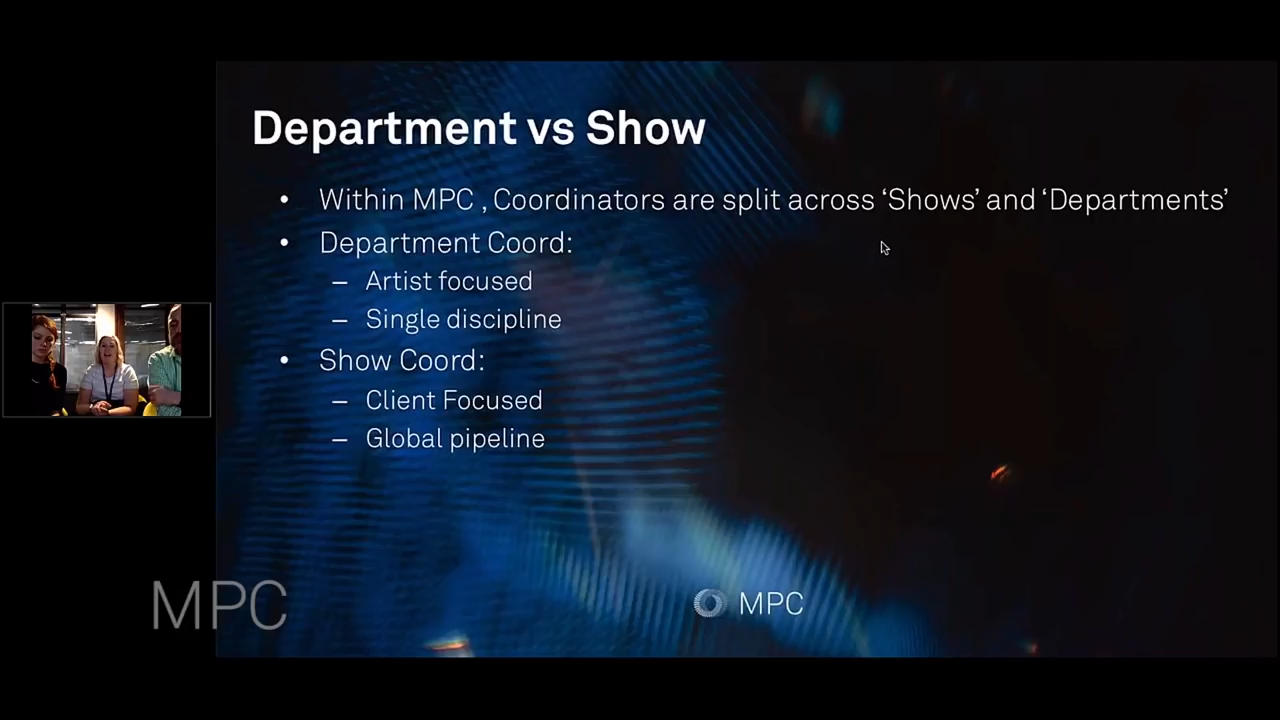 Department vs Show
• Within MPC , Coordinators are split across ‘Shows’ and ‘Departments’
• Department Coord:
– Artist focused
– Single discipline
• Show Coord:
– Client Focused
– Global pipeline
MPC
MPC